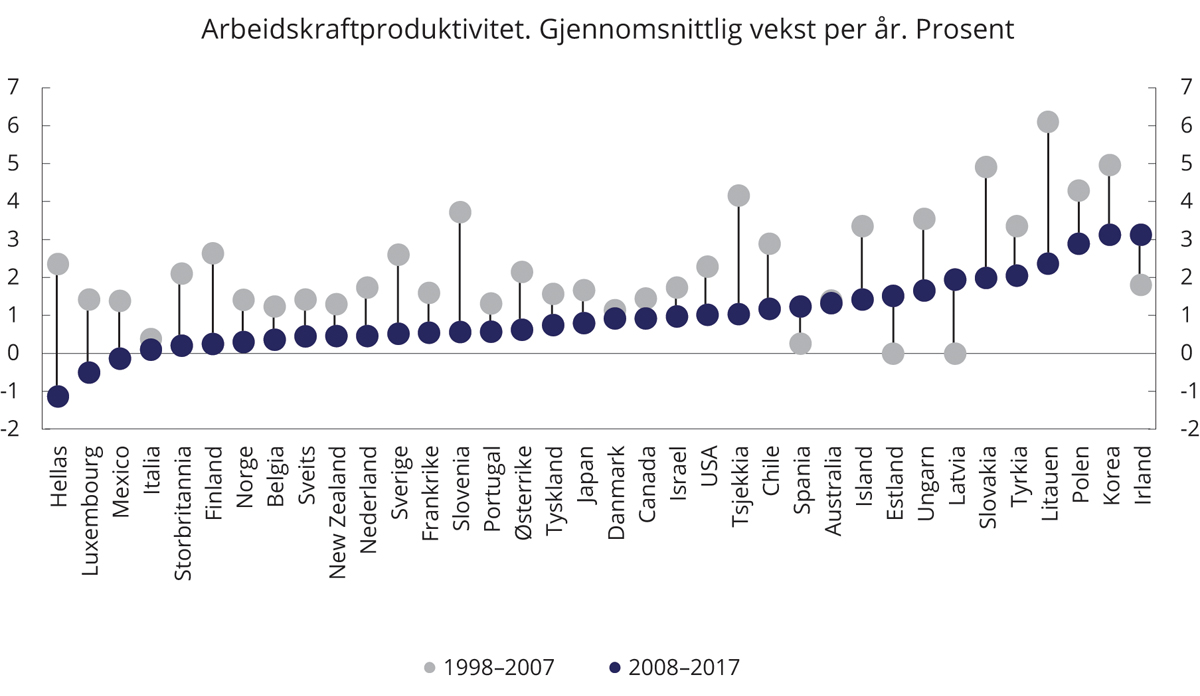 Arbeidskraftproduktivitet. Gjennomsnittlig vekst per år. Prosent
7 7
6 6
5 5
4 4
3 3
2 2
1 1
0 0
-1 -1
-2 -2
Hellas
Luxembourg
Mexico
Italia
Storbritannia
Finland
Norge
Belgia
Sveits
New Zealand
Nederland
Sverige
Frankrike
Slovenia
Portugal
Østerrike
Tyskland
Japan
Danmark
Canada
Israel
USA
Tsjekkia
Chile
Spania
Australia
Island
Estland
Ungarn
Latvia
Slovakia
Tyrkia
Litauen
Polen
Korea
Irland
1998–2007 2008–2017